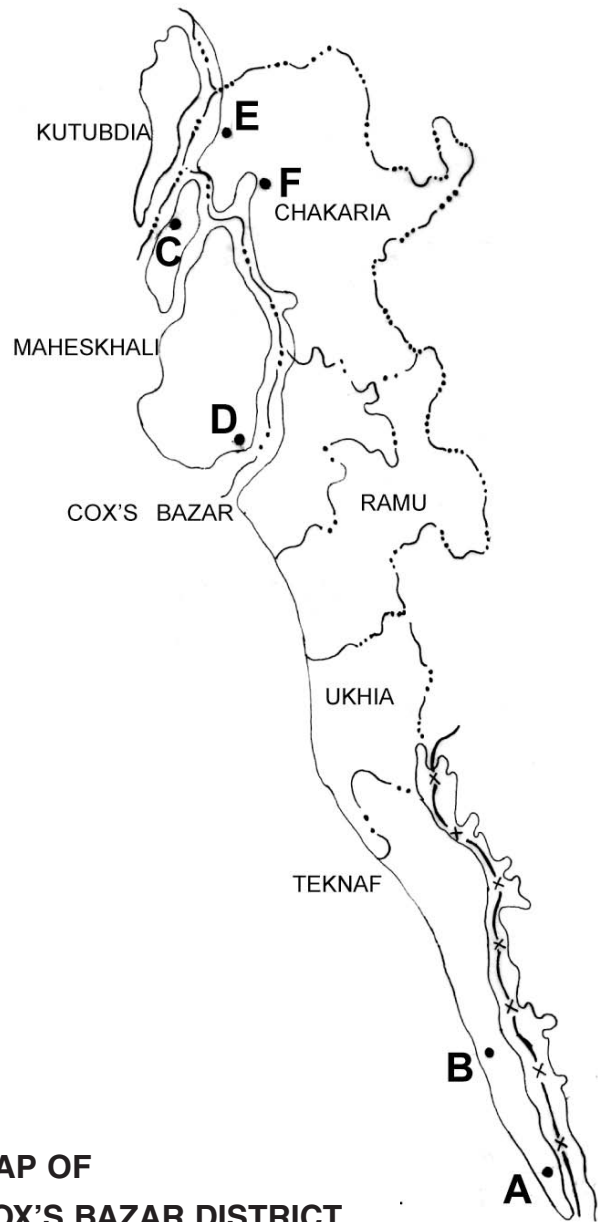 E
KUTUBDIA
F
CHAKARIA
C
MAHESKHALI
D
COX'S BAZAR
RAMU
UKHIA
TEKNAF
B
A
AP OF
OX'S BAZAR DISTRICT